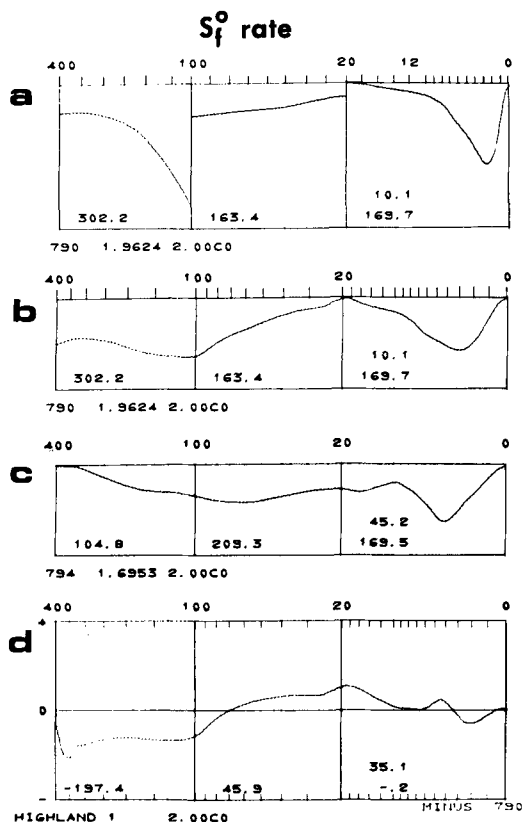 S°f rate
400 100 20 12 0
a
10.1
302.2 163.4 169.7
790 1.9624 2.00C0
400 100 20 0
b
10.1
302.2 163.4 169.7
790 1.9624 2.00C0
400 100 20 0
c
45.2
104.8 209.3 169.5
794 1.6953 2.00C0
400 100 20 0
4
d
0
35.1
-197.4 45.9 -.2
-
MINUS 790
HIGHLAND 1 2.00C0